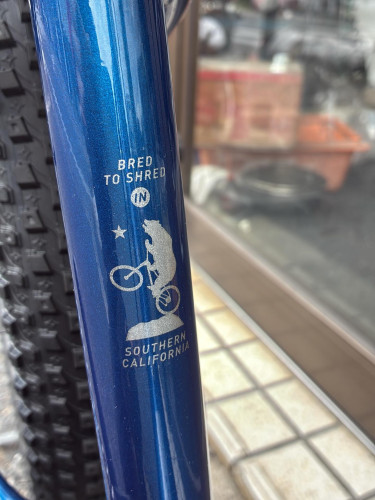 BRED
TO SHRED
IN
SOUTHERN
CALIFORNIA